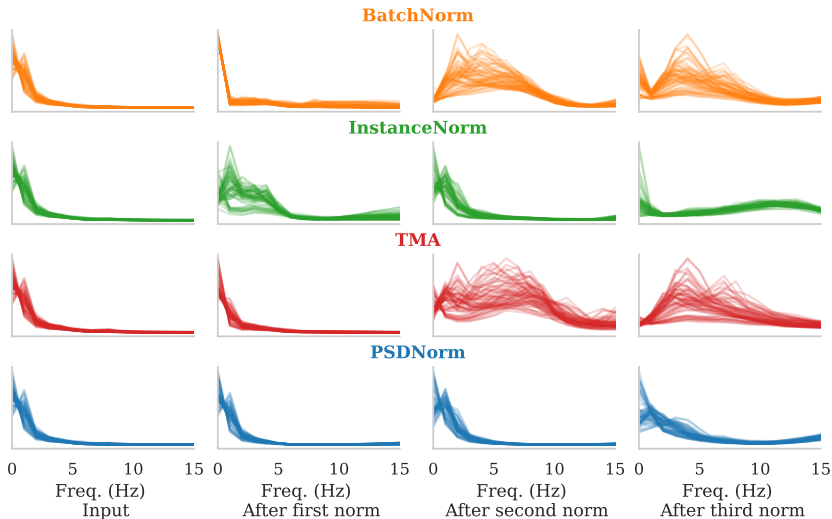 BatchNorm
InstanceNorm
TMA
PSDNorm
0 5 10 15 0 5 10 15 0 5 10 15 0 5 10 15
Freq. (Hz) Freq. (Hz) Freq. (Hz) Freq. (Hz)
Input After first norm After second norm After third norm